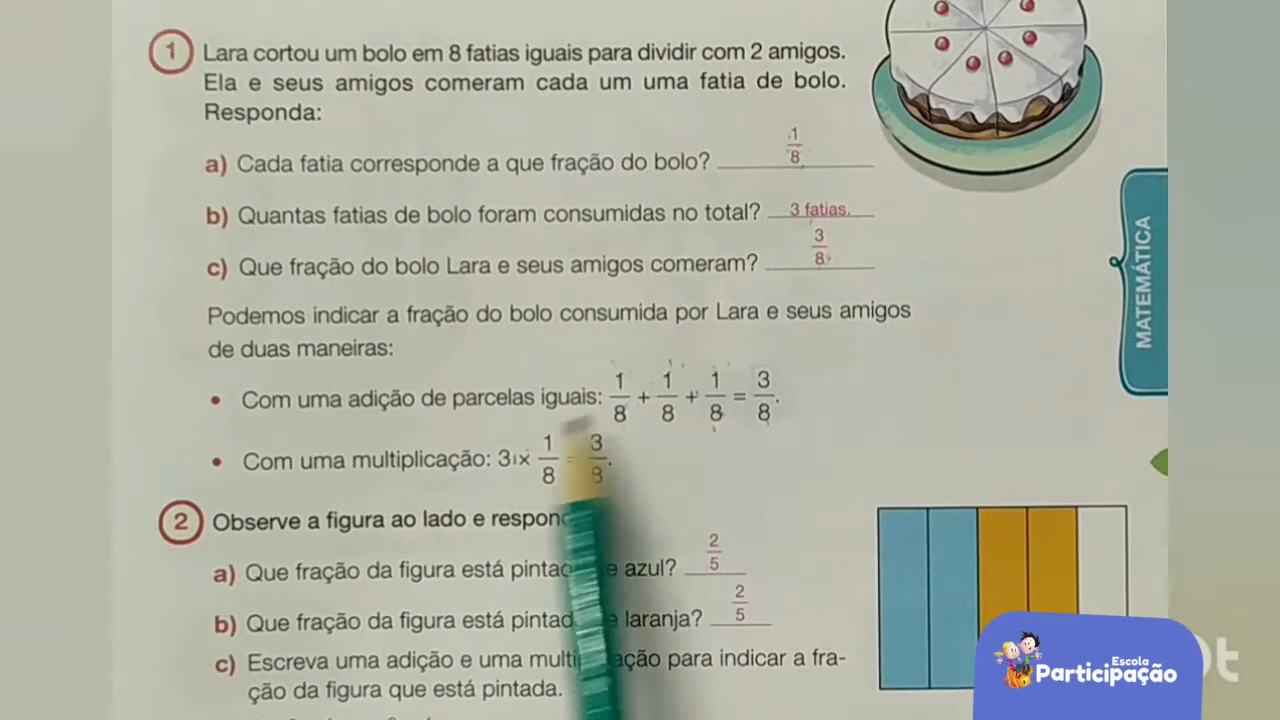 1 Lara cortou um bolo em 8 fatias iguais para dividir com 2 amigos.
Ela e seus amigos comeram cada um uma fatia de bolo.
Responda:
a) Cada fatia corresponde a que fração do bolo? 1/8
b) Quantas fatias de bolo foram consumidas no total? 3 fatias.
c) Que fração do bolo Lara e seus amigos comeram? 3/8.
Podemos indicar a fração do bolo consumida por Lara e seus amigos
de duas maneiras:
• Com uma adição de parcelas iguais: 1/8 + 1/8 + 1/8 = 3/8.
• Com uma multiplicação: 3 × 1/8 = 3/8.
2 Observe a figura ao lado e
a) Que fração da figura está azul? 2/5
b) Que fração da figura está laranja? 2/5
c) Escreva uma adição e uma para indicar a fra-
ção da figura que está pintada.
MATEMÁTICA
Escola
Participação